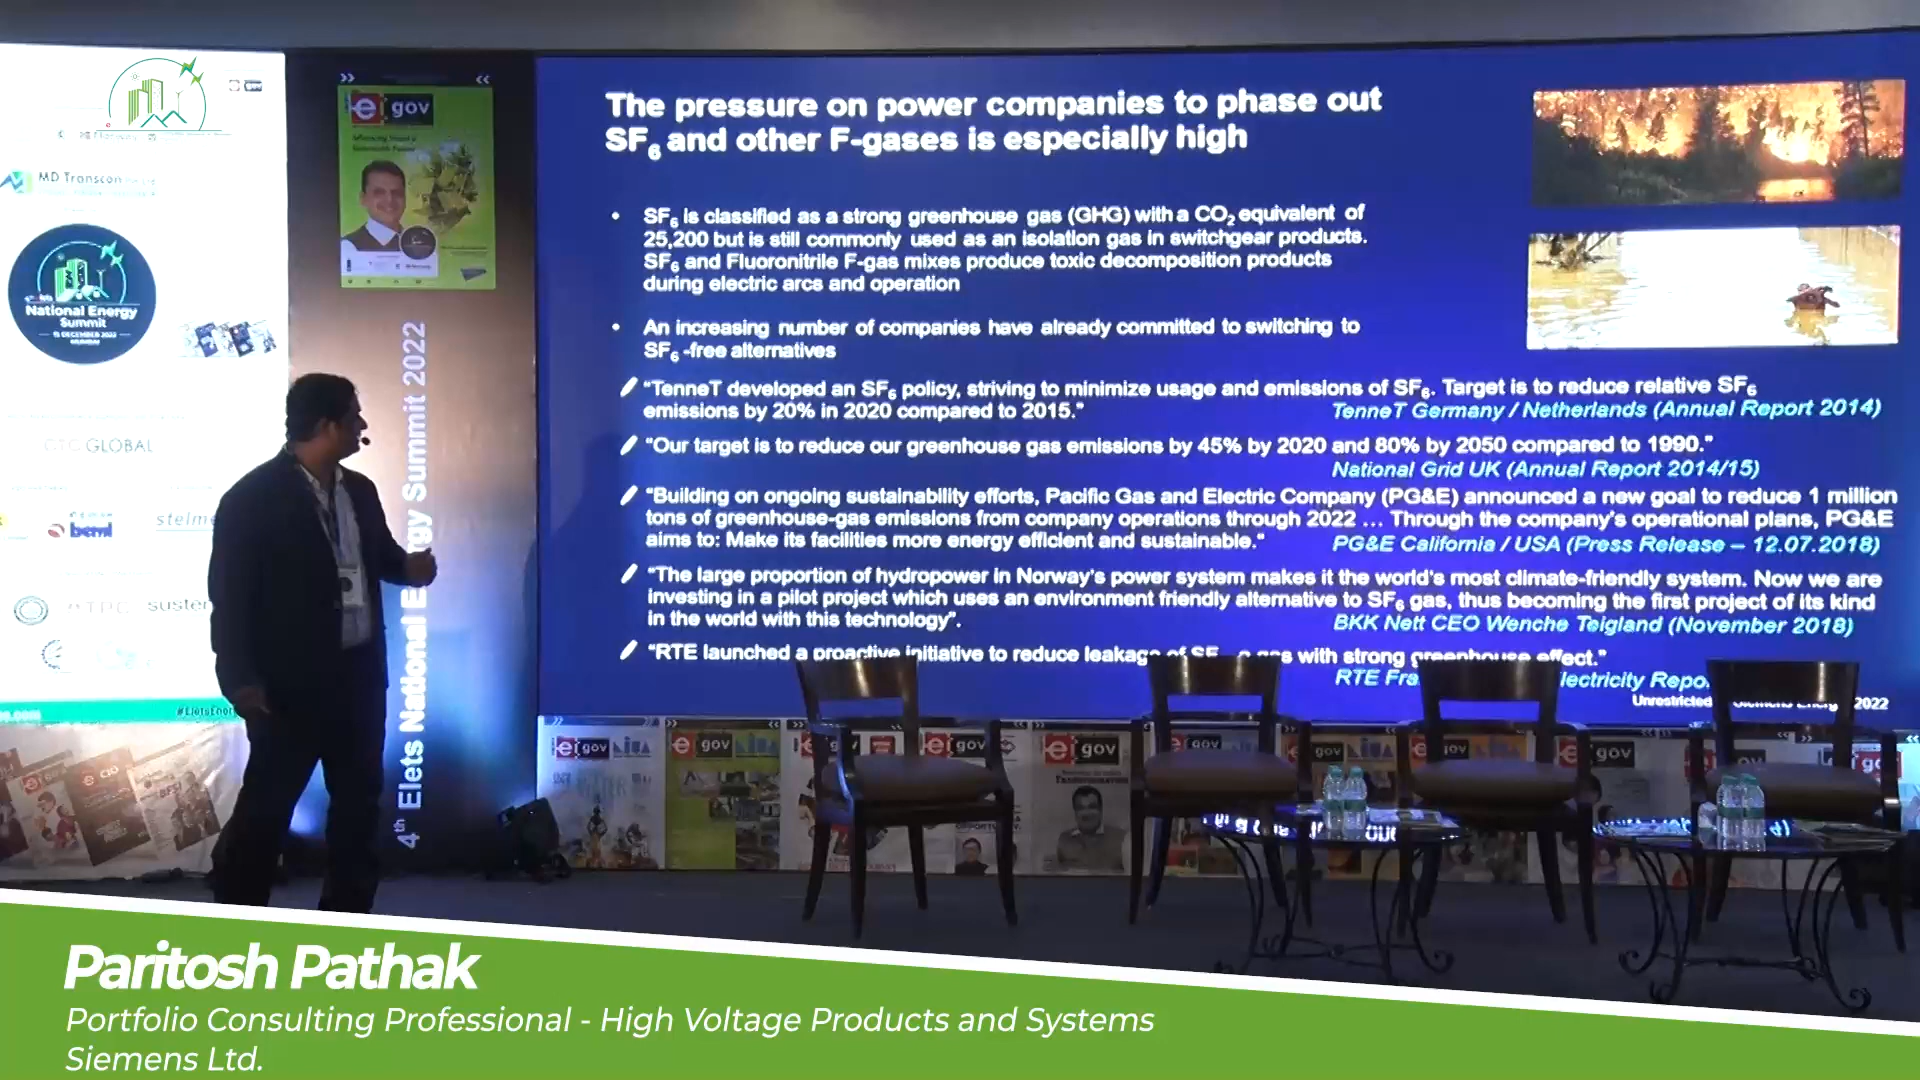 The pressure on power companies to phase out
SF6 and other F-gases is especially high
• SF6 is classified as a strong greenhouse gas (GHG) with a CO2 equivalent of
25,200 but is still commonly used as an isolation gas in switchgear products.
SF6 and Fluoronitrile F-gas mixes produce toxic decomposition products
during electric arcs and operation
• An increasing number of companies have already committed to switching to
SF6-free alternatives
"TenneT developed an SF6 policy, striving to minimize usage and emissions of SF6. Target is to reduce relative SF6
emissions by 20% in 2020 compared to 2015."
TenneT Germany / Netherlands (Annual Report 2014)
"Our target is to reduce our greenhouse gas emissions by 45% by 2020 and 80% by 2050 compared to 1990."
National Grid UK (Annual Report 2014/15)
"Building on ongoing sustainability efforts, Pacific Gas and Electric Company (PG&E) announced a new goal to reduce 1 million
tons of greenhouse-gas emissions from company operations through 2022 ... Through the company's operational plans, PG&E
aims to: Make its facilities more energy efficient and sustainable."
PG&E California / USA (Press Release – 12.07.2018)
"The large proportion of hydropower in Norway's power system makes it the world's most climate-friendly system. Now we are
investing in a pilot project which uses an environment friendly alternative to SF6 gas, thus becoming the first project of its kind
in the world with this technology".
BKK Nett CEO Wenche Teigland (November 2018)
"RTE launched a proactive initiative to reduce leakage of SF6 gas with strong greenhouse effect."
RTE
Unrestricted
2022
MD Transcon
National Energy
Summit
MUMBAI
CTC GLOBAL
beml
e gov
4th Elets National Energy Summit 2022
e gov
e gov
e gov
e gov
e gov
Paritosh Pathak
Portfolio Consulting Professional - High Voltage Products and Systems
Siemens Ltd.